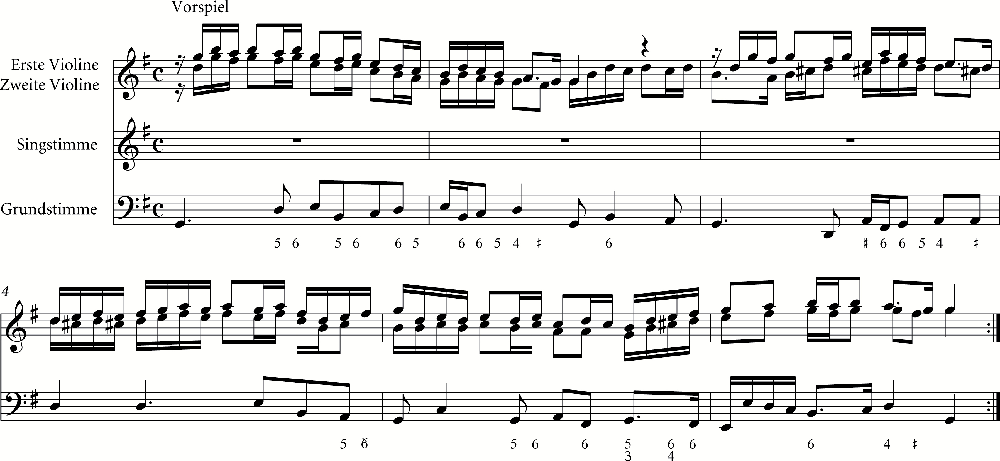 Vorspiel
Erste Violine
Zweite Violine
Singstimme
Grundstimme
5 6 5 6 6 5 6 6 5 4 ♯ 6 ♯ 6 6 5 4 ♯
4
5 6 5 6 6 5 6 6 6 4 ♯
3 4